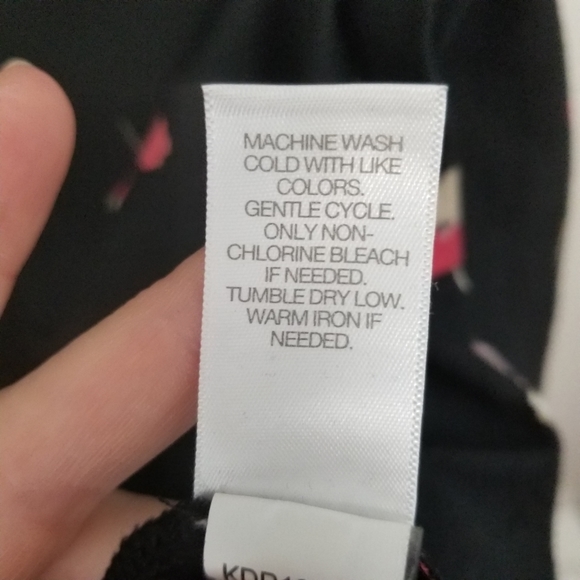 MACHINE WASH
COLD WITH LIKE
COLORS.
GENTLE CYCLE.
ONLY NON-
CHLORINE BLEACH
IF NEEDED.
TUMBLE DRY LOW.
WARM IRON IF
NEEDED.